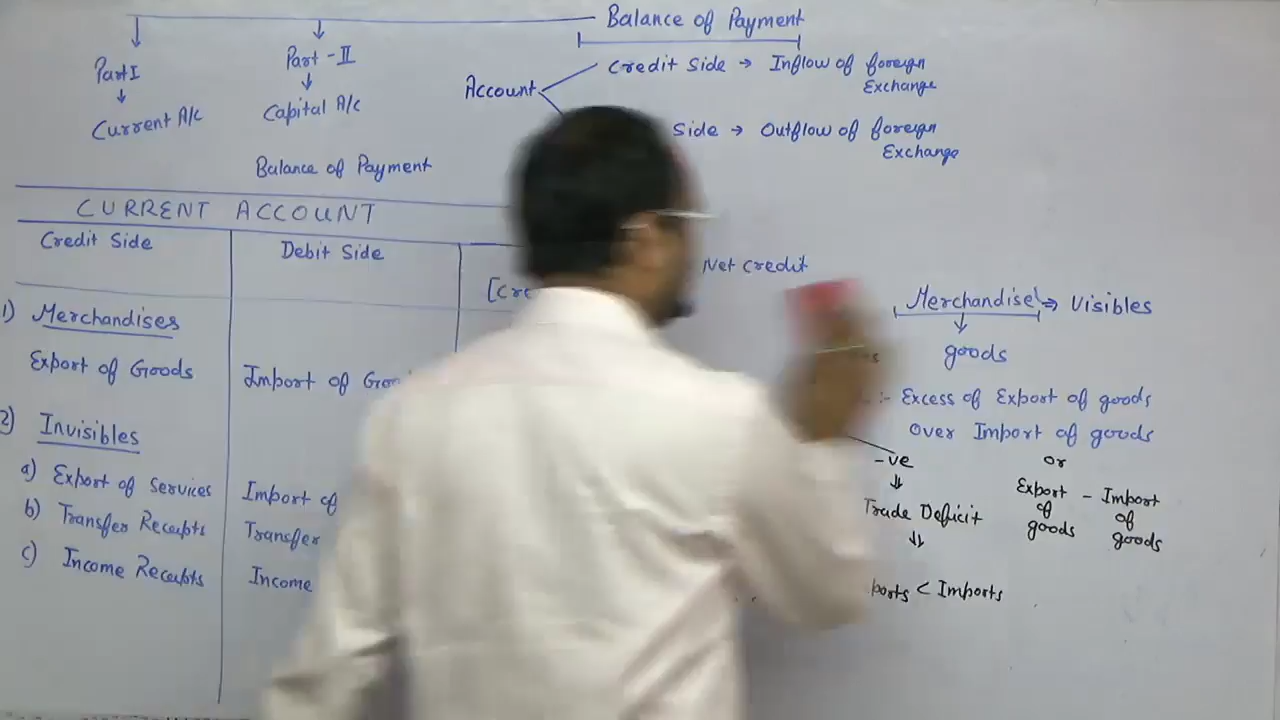 Balance of Payment
Part I
Part - II
Current A/c
Capital A/c
Account
Credit Side → Inflow of foreign
Exchange
Side → Outflow of foreign
Exchange
Balance of Payment
CURRENT ACCOUNT
Credit Side
Debit Side
Net Credit
1) Merchandises
Export of Goods
Import of
2) Invisibles
a) Export of Services
Import of
b) Transfer Receipts
Transfer
c) Income Receipts
Income
Merchandise ⇒ Visibles
goods
:- Excess of Export of goods
Over Import of goods
-ve
or
Export - Import
of of
goods goods
Trade Deficit
< Imports